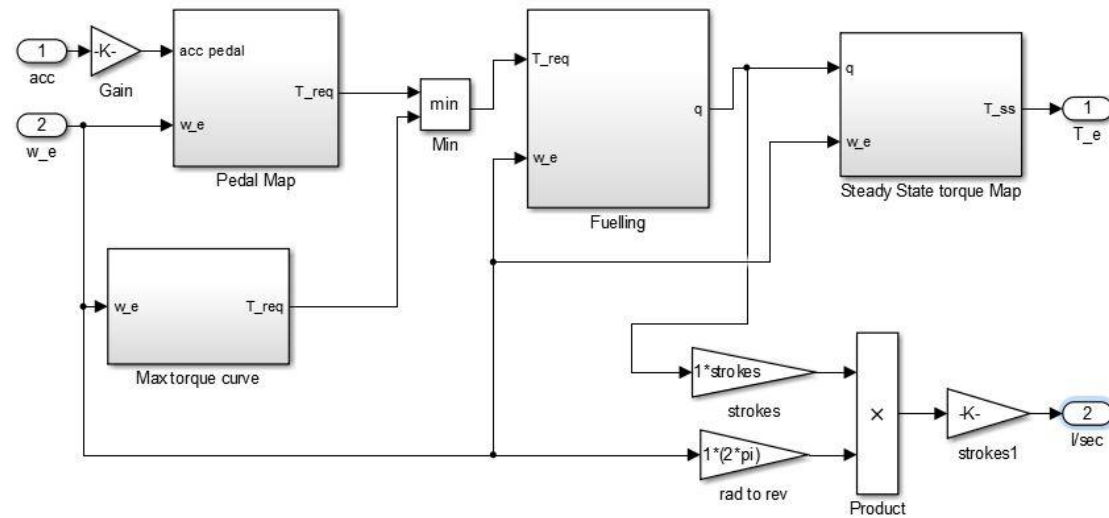 1
acc
-K-
Gain
2
w_e
acc pedal
w_e
T_req
Pedal Map
w_e
T_req
Max torque curve
min
Min
T_req
w_e
q
Fuelling
q
w_e
T_ss
Steady State torque Map
1
T_e
1*strokes
strokes
1*(2*pi)
rad to rev
×
Product
-K-
strokes1
2
l/sec